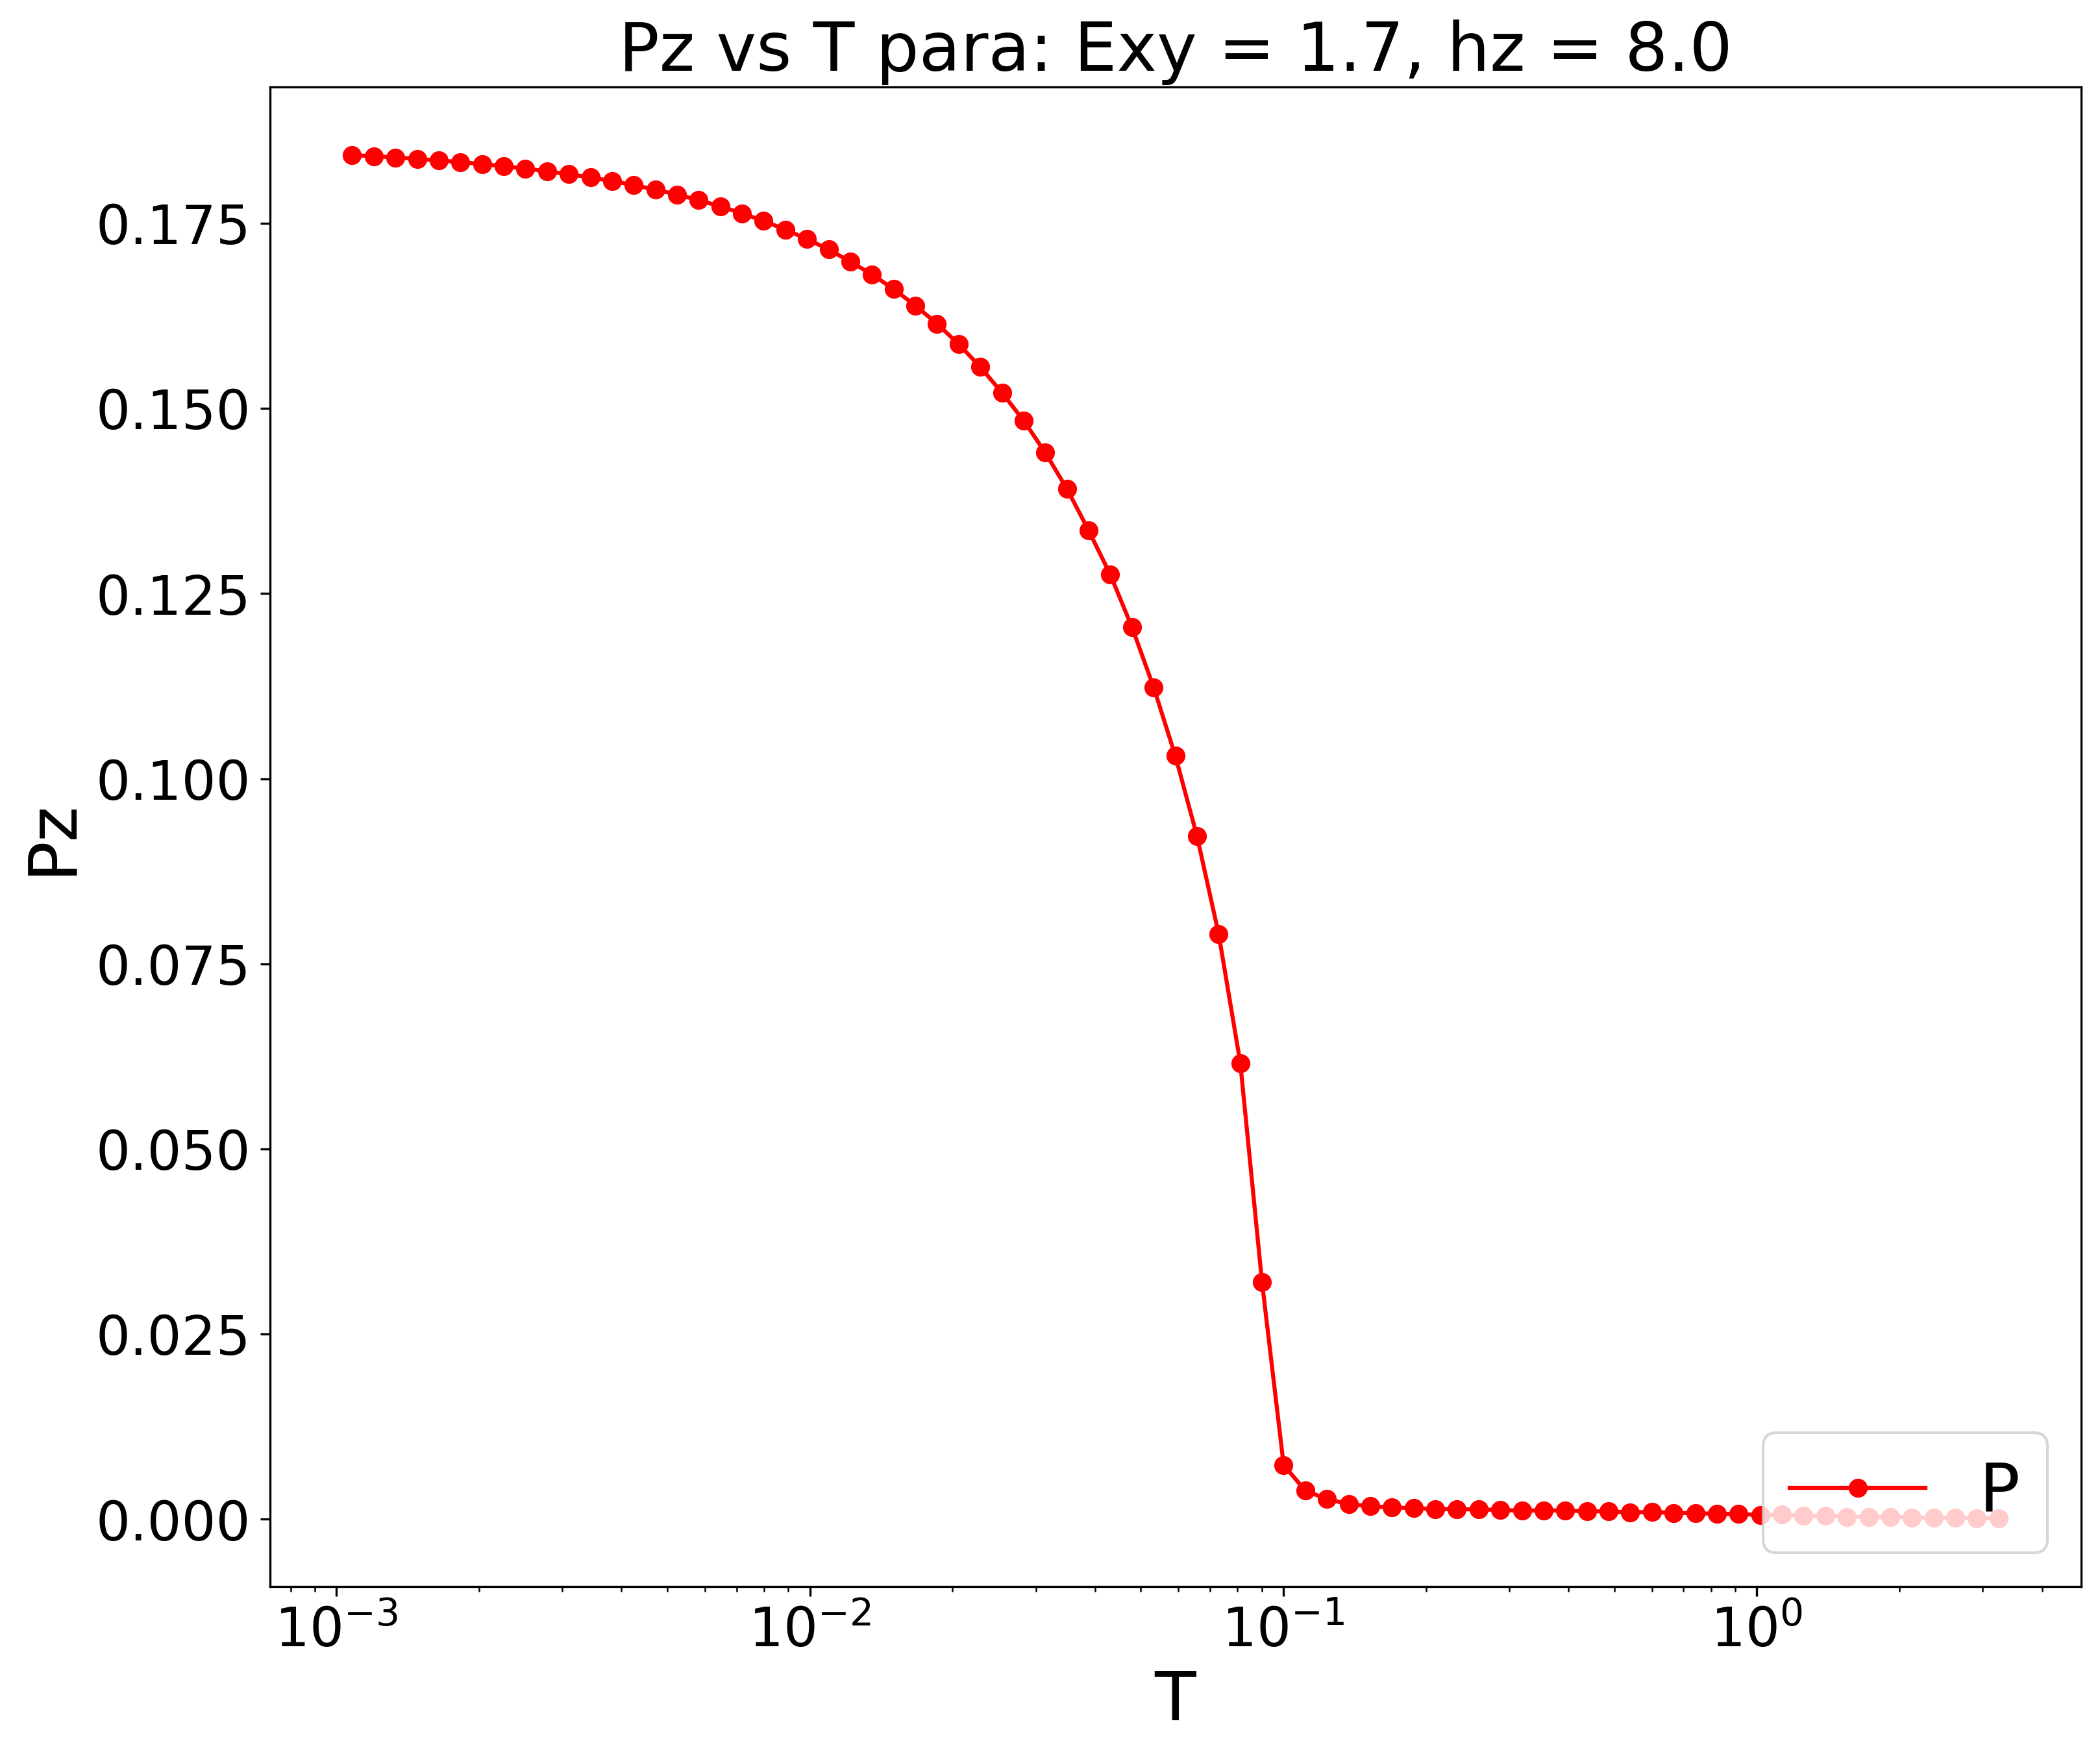 Pz vs T para: Exy = 1.7, hz = 8.0
0.175
0.150
0.125
0.100
0.075
0.050
0.025
0.000
Pz
P
10⁻³ 10⁻² 10⁻¹ 10⁰
T